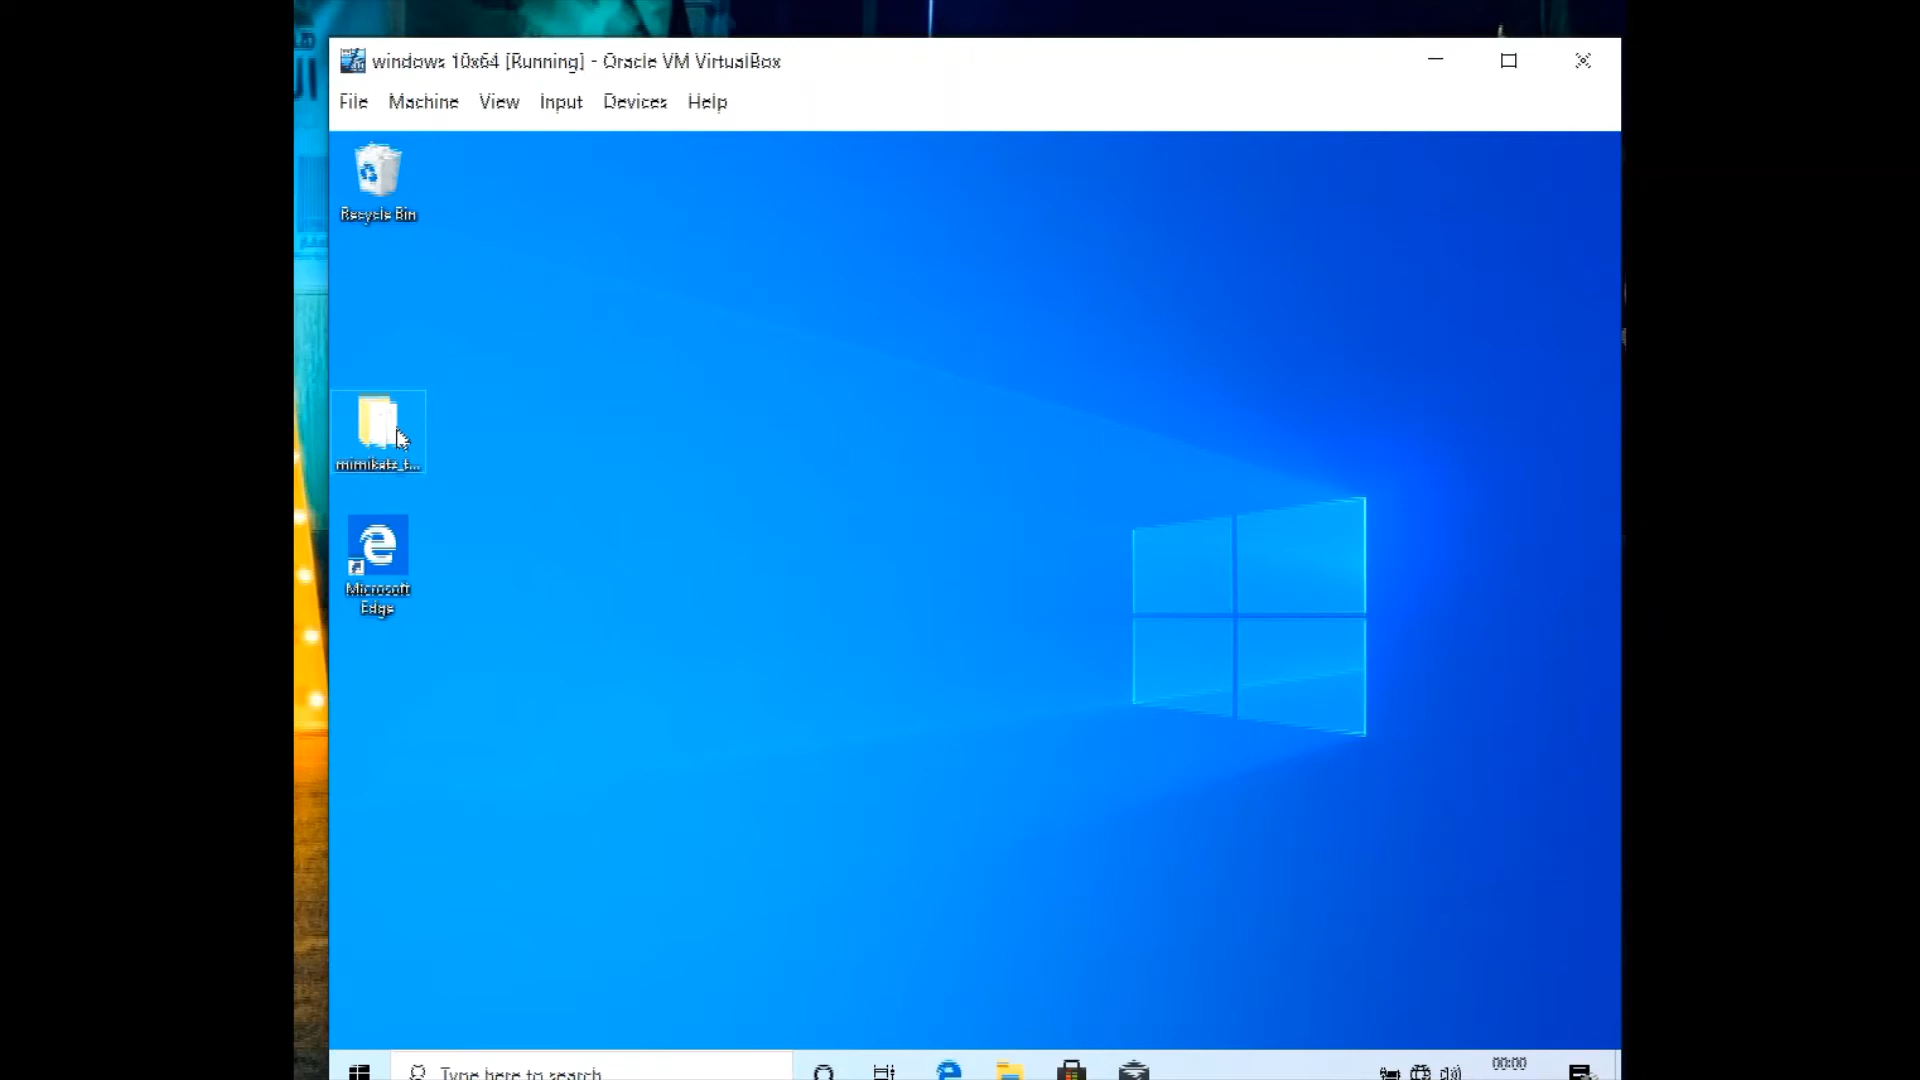 windows 10x64 [Running] - Oracle VM VirtualBox
File Machine View Input Devices Help
Recycle Bin
mimikatz_t...
Microsoft
Edge
Type here to search
00:00